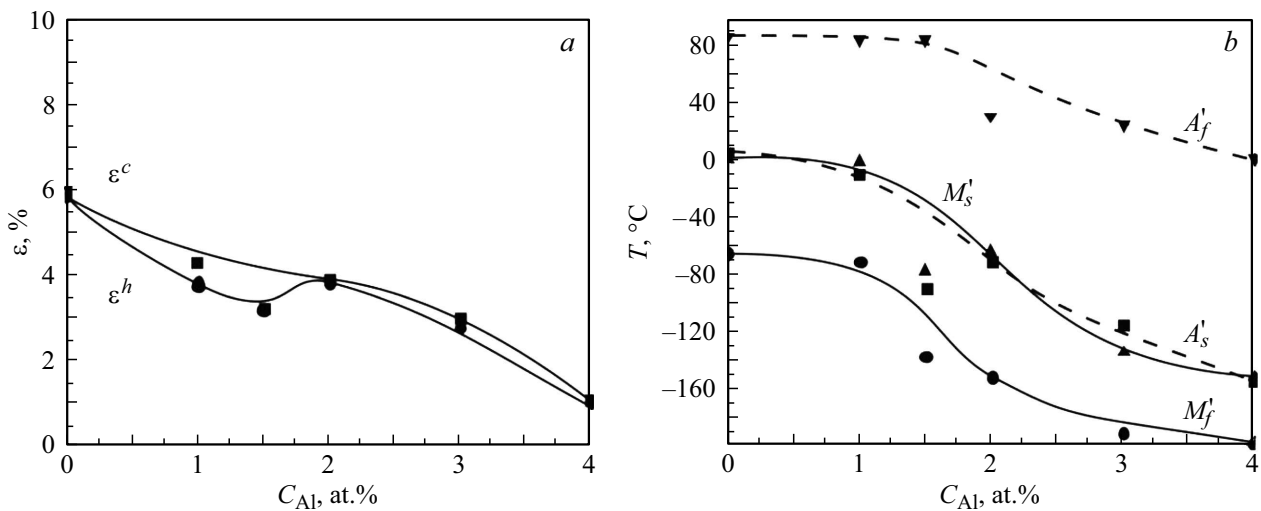 a
10
8
6
4
2
0
ε, %
ε^c
ε^h
0 1 2 3 4
C_Al, at.%
b
80
40
0
−40
−80
−120
−160
T, °C
A'_f
M'_s
A'_s
M'_f
0 1 2 3 4
C_Al, at.%